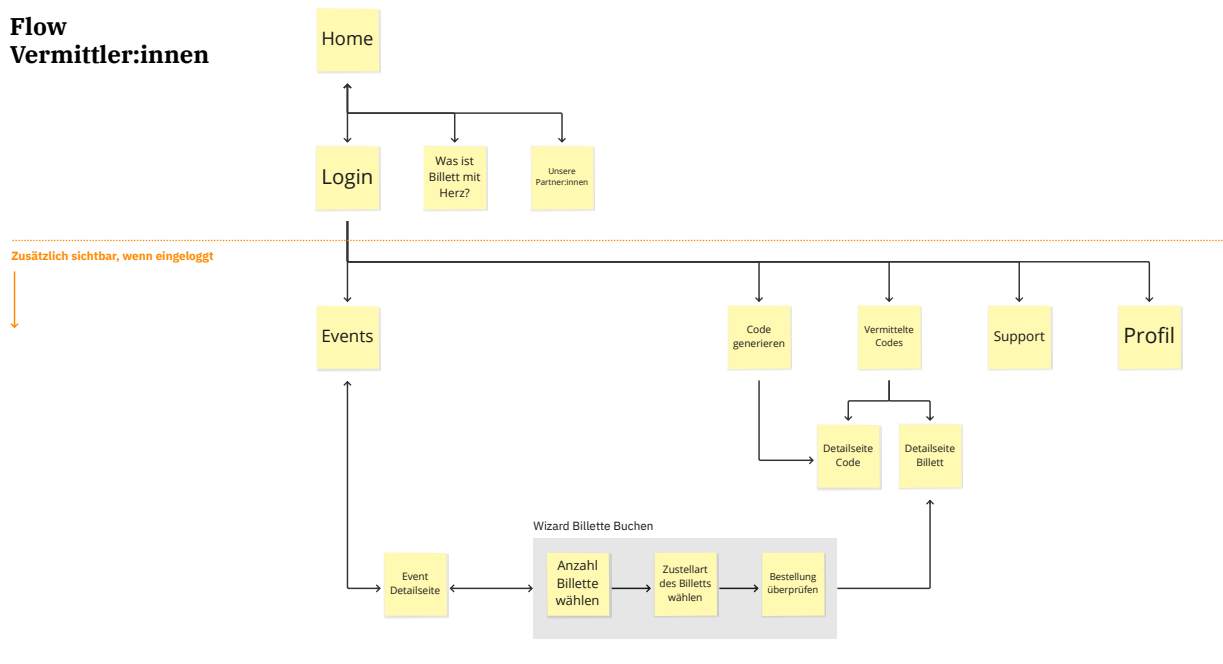 Flow
Vermittler:innen
Home
Login
Was ist
Billett mit
Herz?
Unsere
Partner:innen
Zusätzlich sichtbar, wenn eingeloggt
Events
Code
generieren
Vermittelte
Codes
Support
Profil
Detailseite
Code
Detailseite
Billett
Wizard Billette Buchen
Event
Detailseite
Anzahl
Billette
wählen
Zustellart
des Billetts
wählen
Bestellung
überprüfen